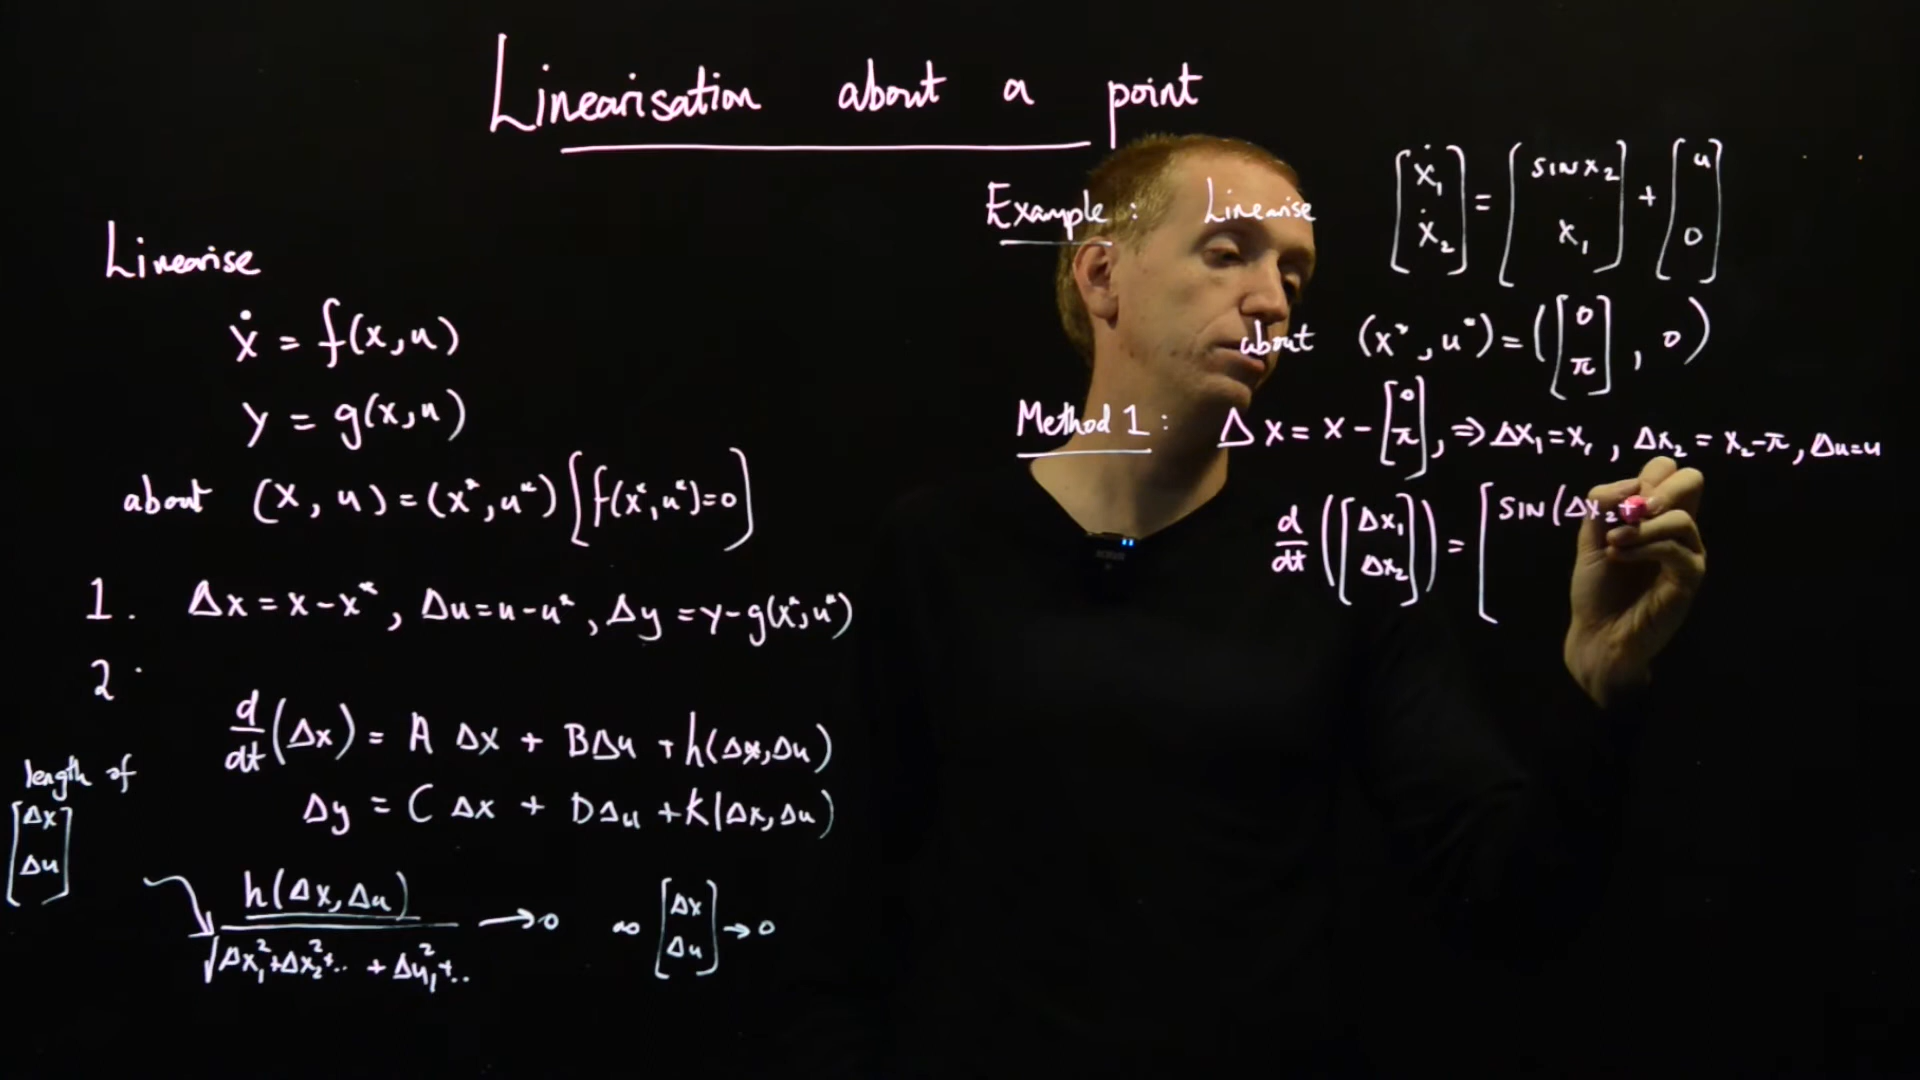 Linearisation about a point
Linearise
ẋ = f(x,u)
y = g(x,u)
about (x, u) = (x*, u*) [f(x*,u*)=0]
1. Δx = x - x*, Δu = u - u*, Δy = y - g(x*,u*)
2.
d/dt (Δx) = A Δx + BΔu + h(Δx,Δu)
Δy = C Δx + DΔu + k(Δx,Δu)
length of
[Δx
Δu]
h(Δx,Δu) / √Δx₁²+Δx₂²+.. + Δu₁²+.. → 0 as [Δx Δu] → 0
Example: Linearise [ẋ₁ ẋ₂] = [SIN x₂ x₁] + [u 0]
about (x*, u*) = ([0 π], 0)
Method 1: Δx = x - [0 π], ⇒ Δx₁ = x₁, Δx₂ = x₂-π, Δu=u
d/dt ([Δx₁ Δx₂]) = [SIN(Δx₂+